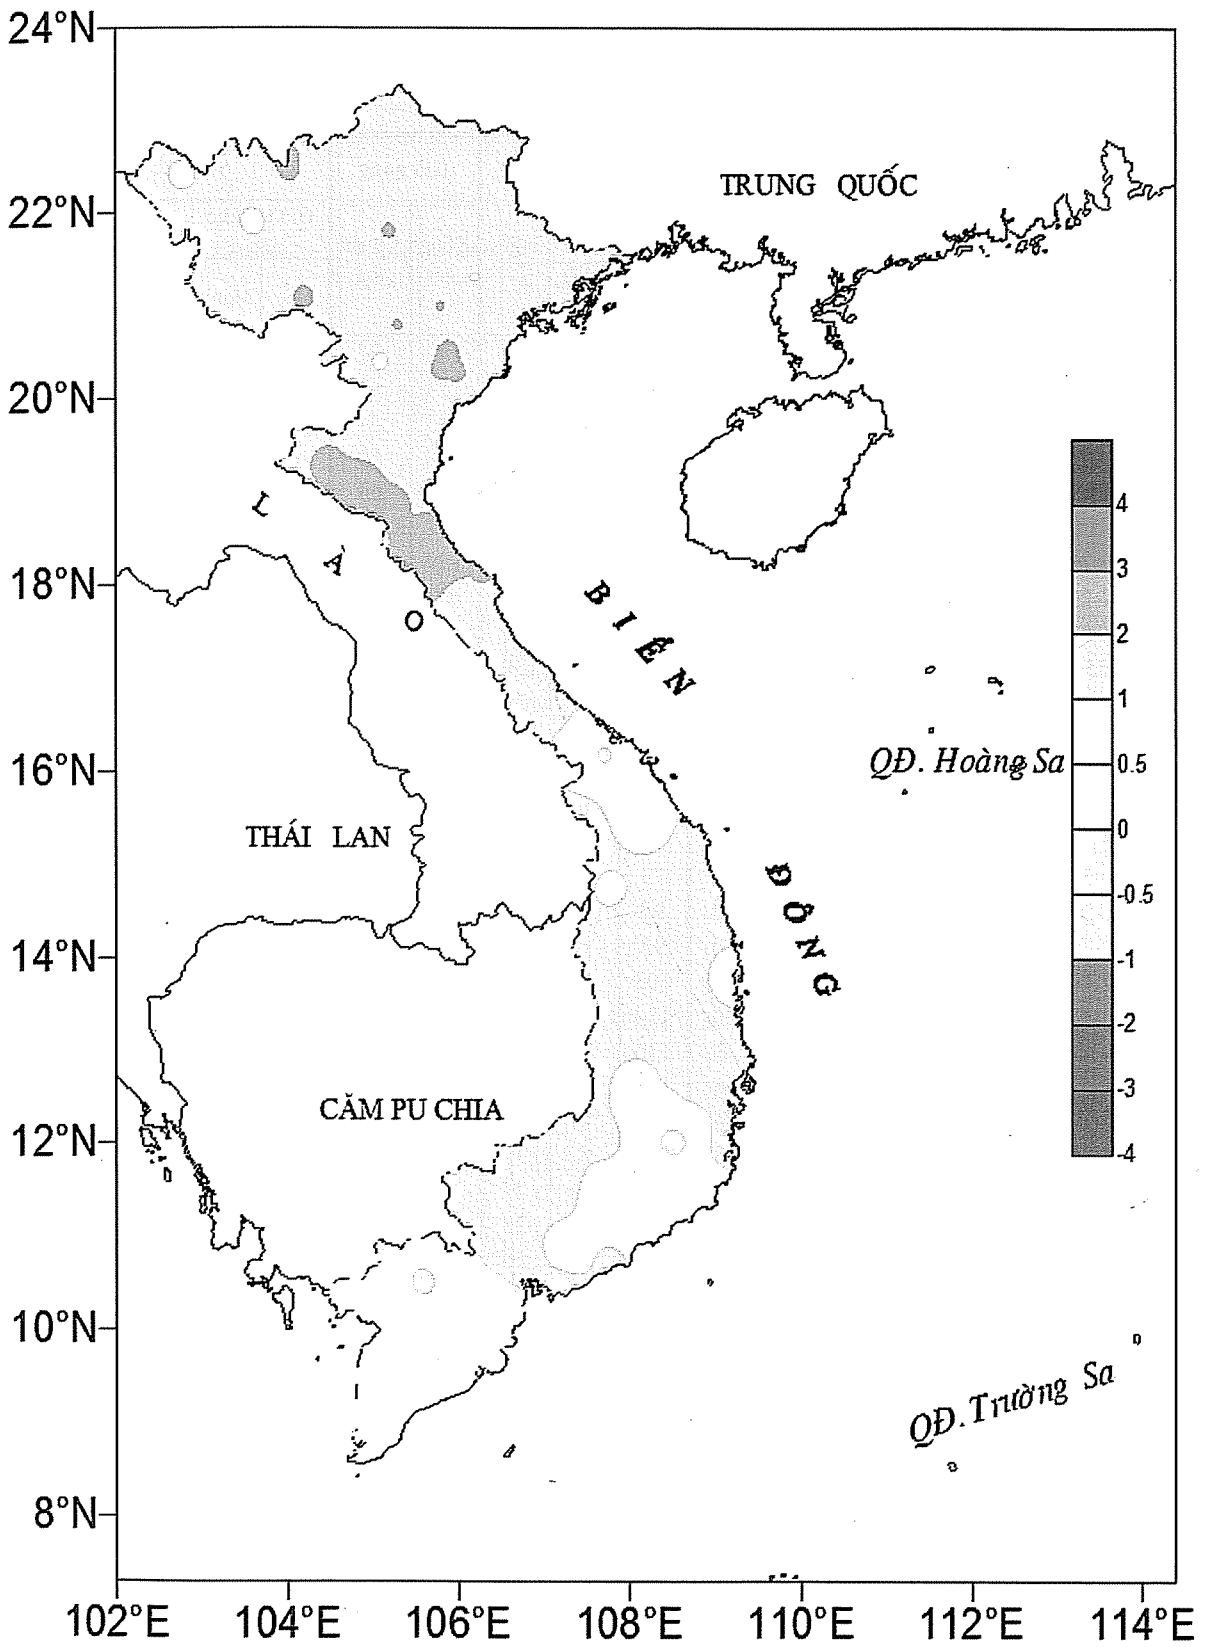 24°N
22°N
20°N
18°N
16°N
14°N
12°N
10°N
8°N
TRUNG QUỐC
L
À
O
BIỂN
ĐÔNG
QĐ. Hoàng Sa
THÁI LAN
CĂM PU CHIA
QĐ. Trường Sa
4
3
2
1
0.5
0
-0.5
-1
-2
-3
-4
102°E 104°E 106°E 108°E 110°E 112°E 114°E